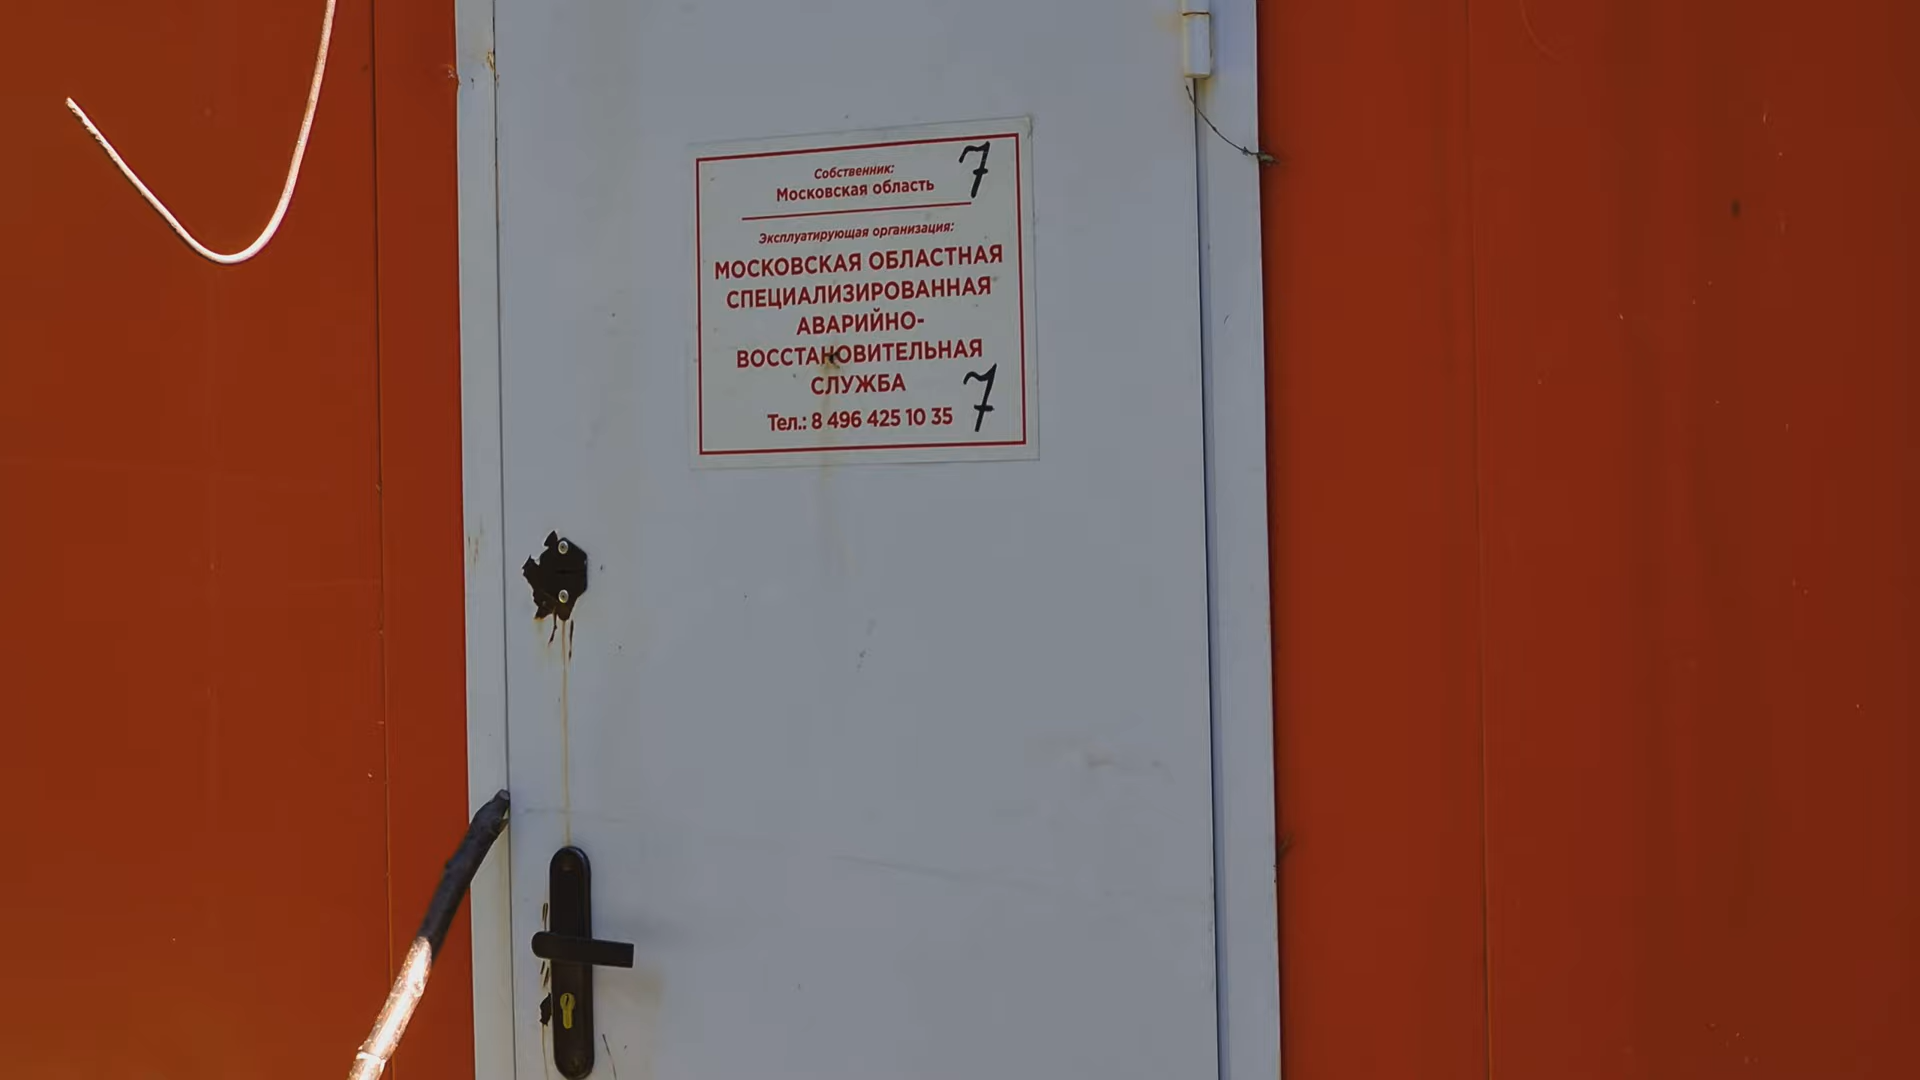 Собственник:
Московская область 7
Эксплуатирующая организация:
МОСКОВСКАЯ ОБЛАСТНАЯ
СПЕЦИАЛИЗИРОВАННАЯ
АВАРИЙНО-
ВОССТАНОВИТЕЛЬНАЯ
СЛУЖБА
Тел.: 8 496 425 10 35 7